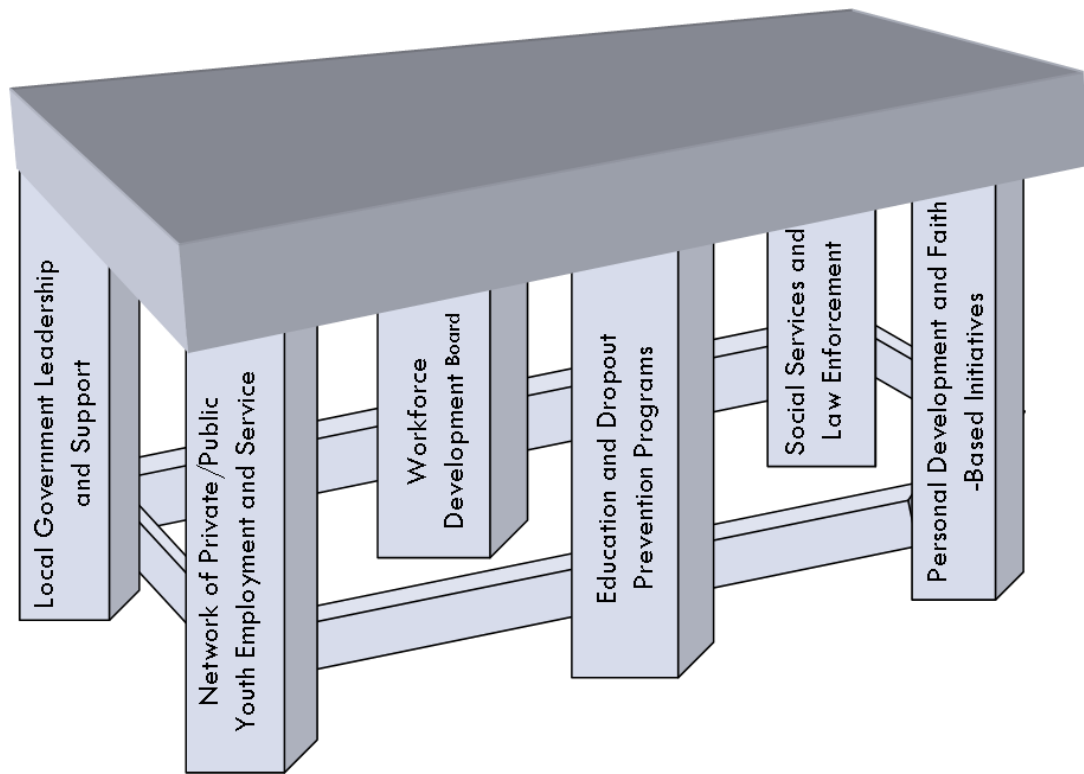 Local Government Leadership
and Support
Network of Private/Public
Youth Employment and Service
Workforce
Development Board
Education and Dropout
Prevention Programs
Social Services and
Law Enforcement
Personal Development and Faith
-Based Initiatives